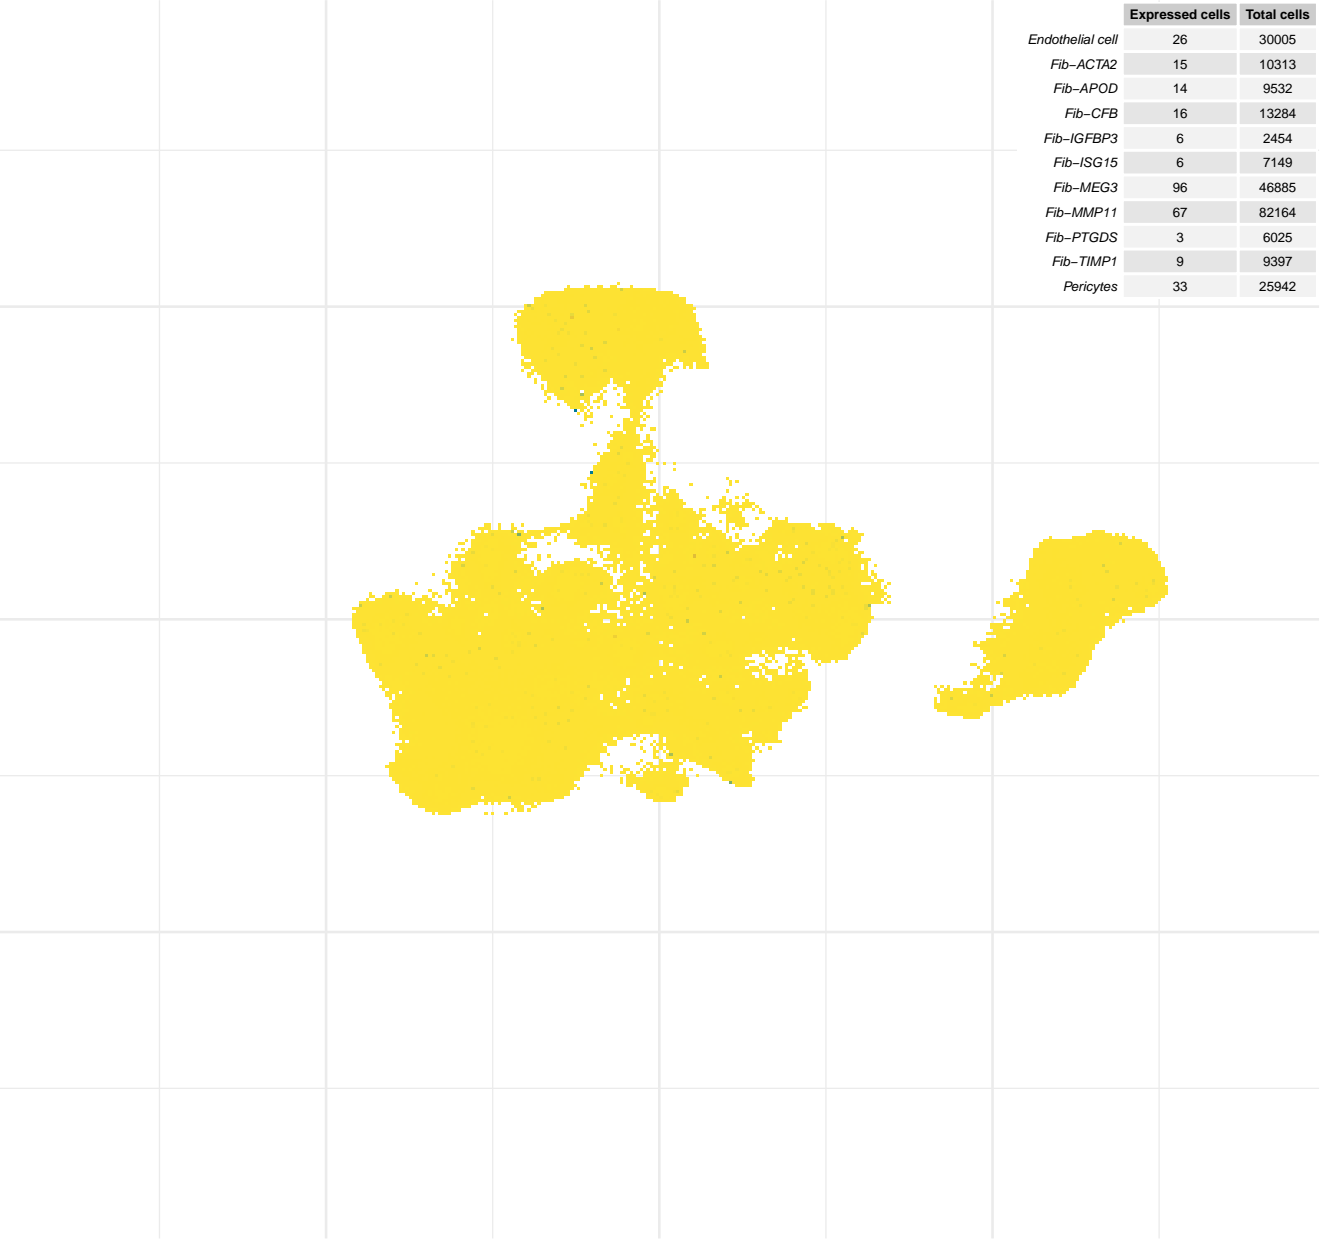 Expressed cells Total cells
Endothelial cell 26 30005
Fib−ACTA2 15 10313
Fib−APOD 14 9532
Fib−CFB 16 13284
Fib−IGFBP3 6 2454
Fib−ISG15 6 7149
Fib−MEG3 96 46885
Fib−MMP11 67 82164
Fib−PTGDS 3 6025
Fib−TIMP1 9 9397
Pericytes 33 25942